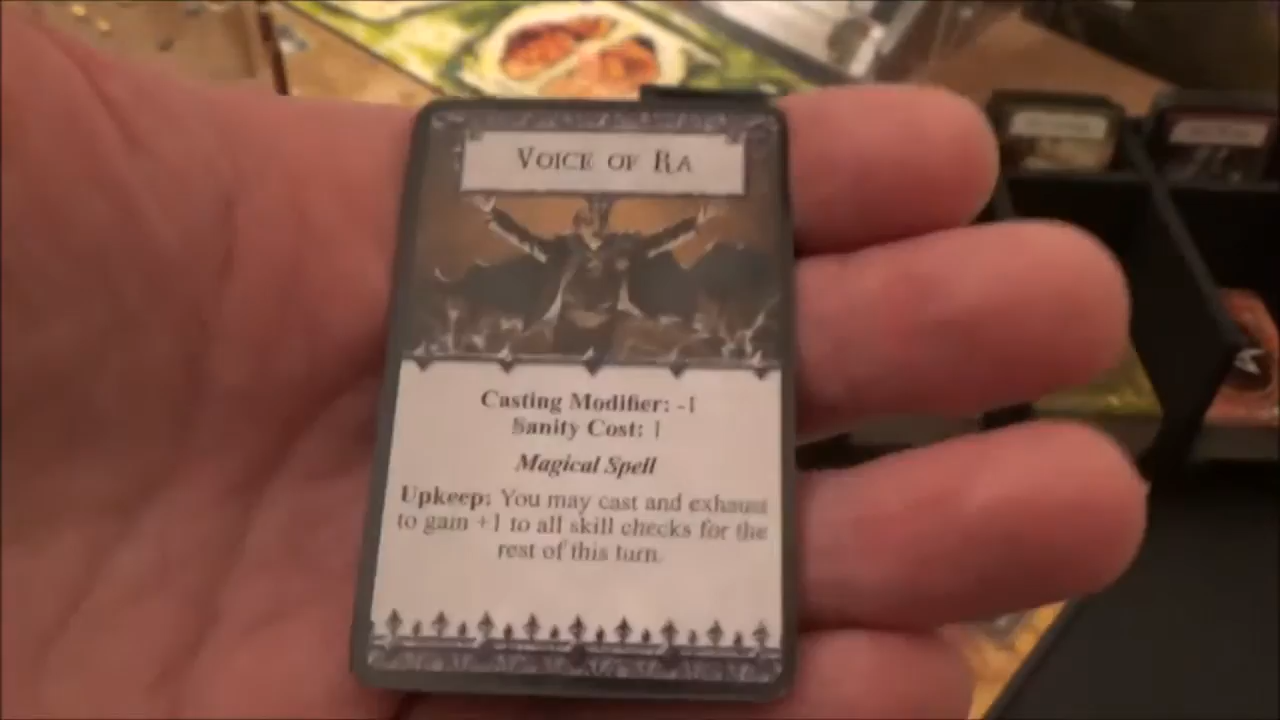 VOICE OF RA
Casting Modifier: -1
Sanity Cost: 1
Magical Spell
Upkeep: You may cast and exhaust
to gain +1 to all skill checks for the
rest of this turn.